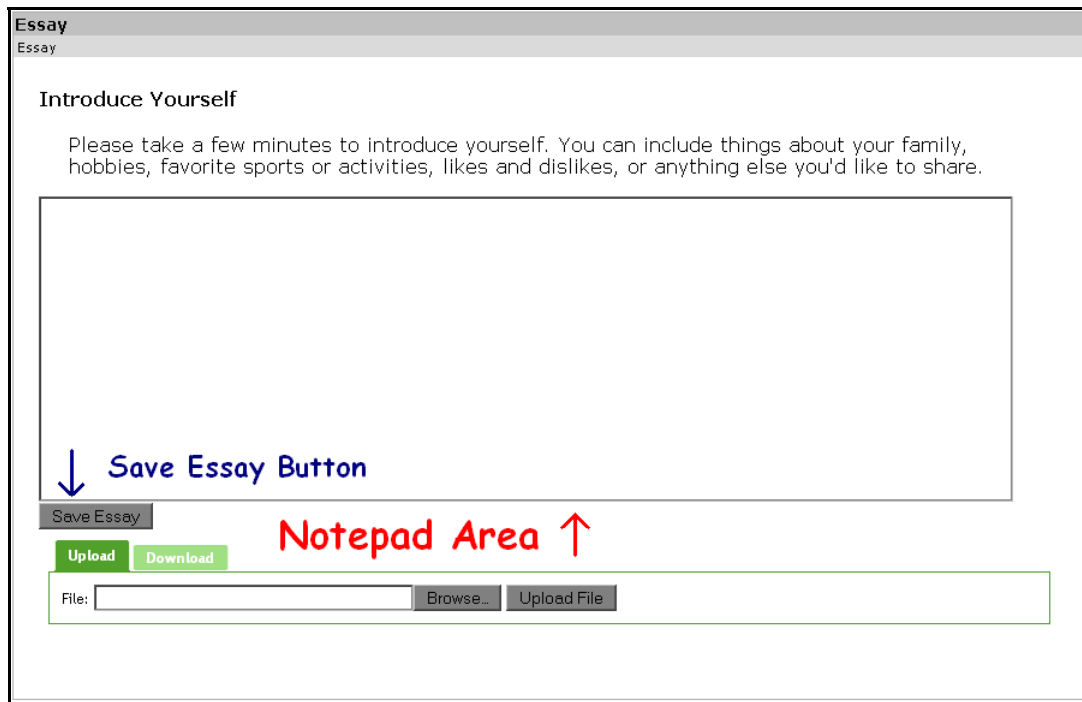 Essay
Essay
Introduce Yourself
Please take a few minutes to introduce yourself. You can include things about your family,
hobbies, favorite sports or activities, likes and dislikes, or anything else you'd like to share.
Save Essay Button
Save Essay
Notepad Area
Upload Download
File: Browse... Upload File